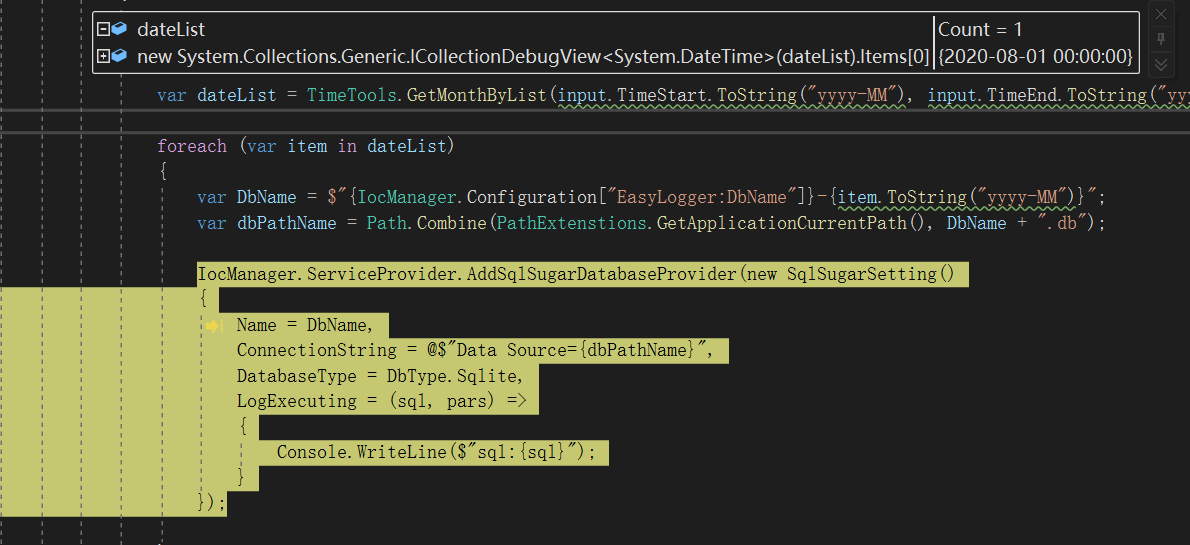 dateList Count = 1
new System.Collections.Generic.ICollectionDebugView<System.DateTime>(dateList).Items[0] {2020-08-01 00:00:00}
var dateList = TimeTools.GetMonthByList(input.TimeStart.ToString("yyyy-MM"), input.TimeEnd.ToString("yyy
foreach (var item in dateList)
{
var DbName = $"{IocManager.Configuration["EasyLogger:DbName"]}-{item.ToString("yyyy-MM")}";
var dbPathName = Path.Combine(PathExtenstions.GetApplicationCurrentPath(), DbName + ".db");
IocManager.ServiceProvider.AddSqlSugarDatabaseProvider(new SqlSugarSetting()
{
Name = DbName,
ConnectionString = @$"Data Source={dbPathName}",
DatabaseType = DbType.Sqlite,
LogExecuting = (sql, pars) =>
{
Console.WriteLine($"sql:{sql}");
}
});